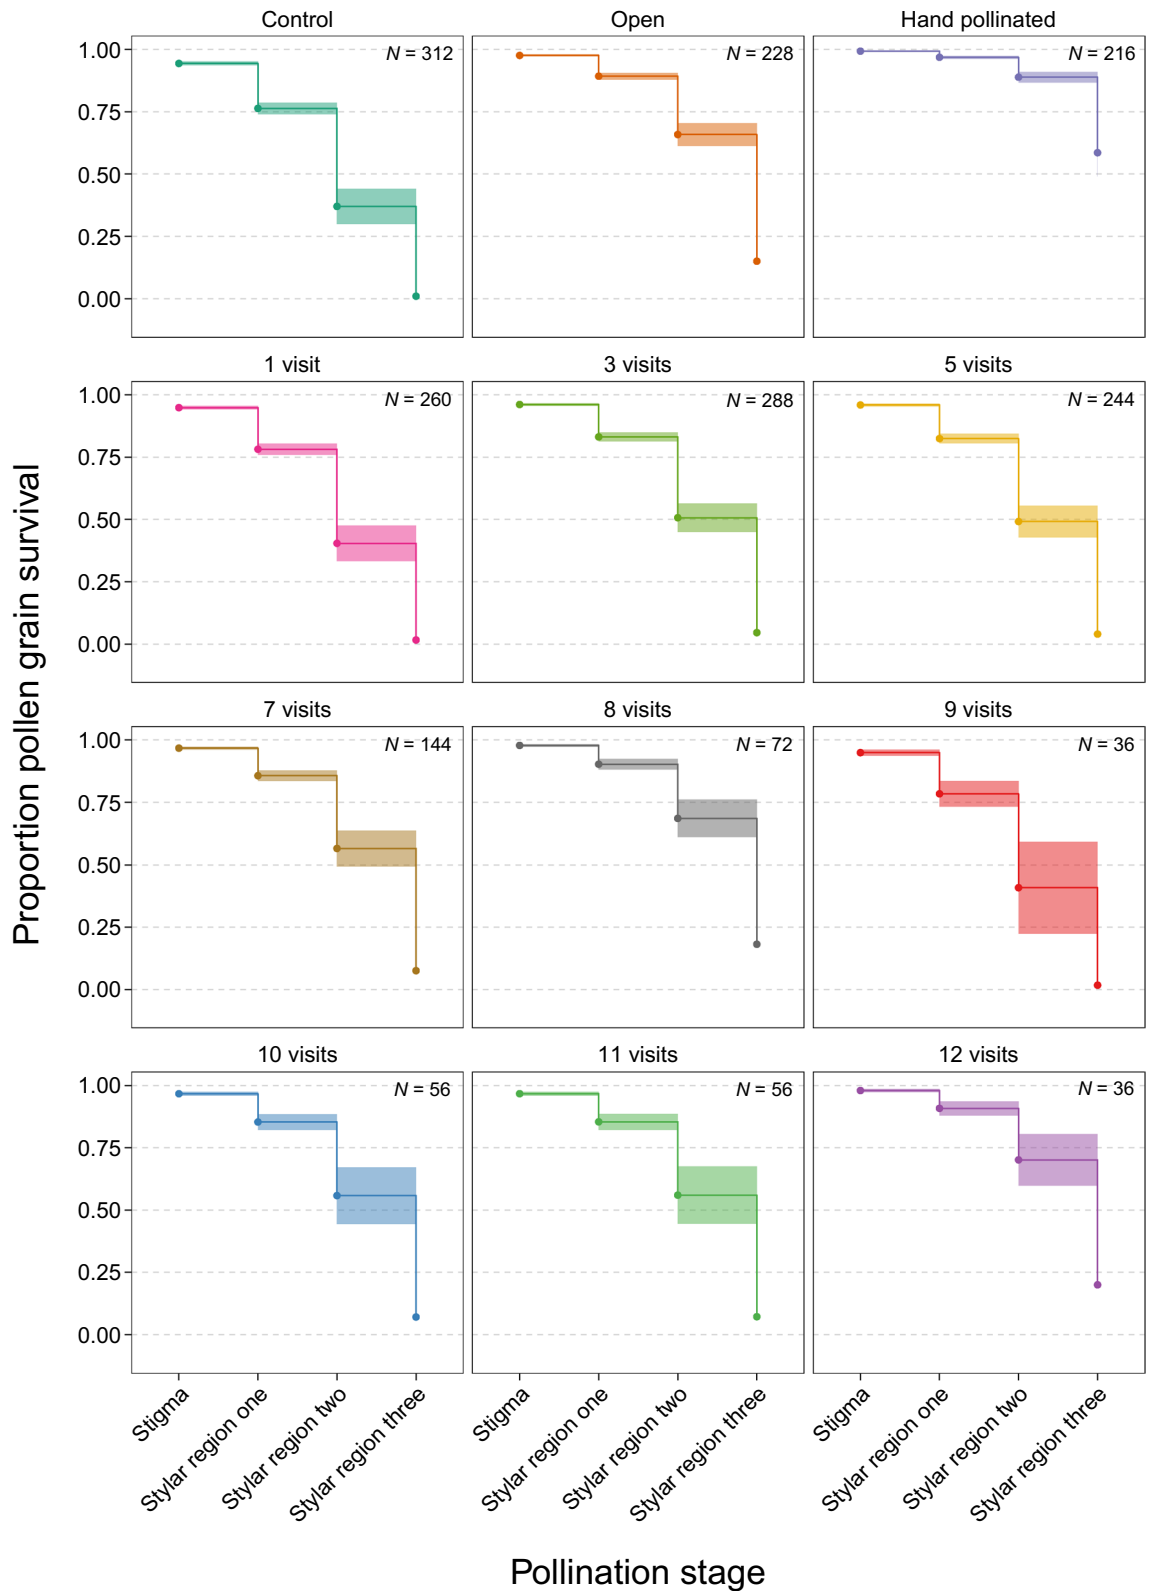 Control
Open
Hand pollinated
N = 312
N = 228
N = 216
1.00
0.75
0.50
0.25
0.00
1 visit
3 visits
5 visits
N = 260
N = 288
N = 244
1.00
0.75
0.50
0.25
0.00
7 visits
8 visits
9 visits
N = 144
N = 72
N = 36
1.00
0.75
0.50
0.25
0.00
10 visits
11 visits
12 visits
N = 56
N = 56
N = 36
1.00
0.75
0.50
0.25
0.00
Proportion pollen grain survival
Stigma
Stylar region one
Stylar region two
Stylar region three
Stigma
Stylar region one
Stylar region two
Stylar region three
Stigma
Stylar region one
Stylar region two
Stylar region three
Pollination stage